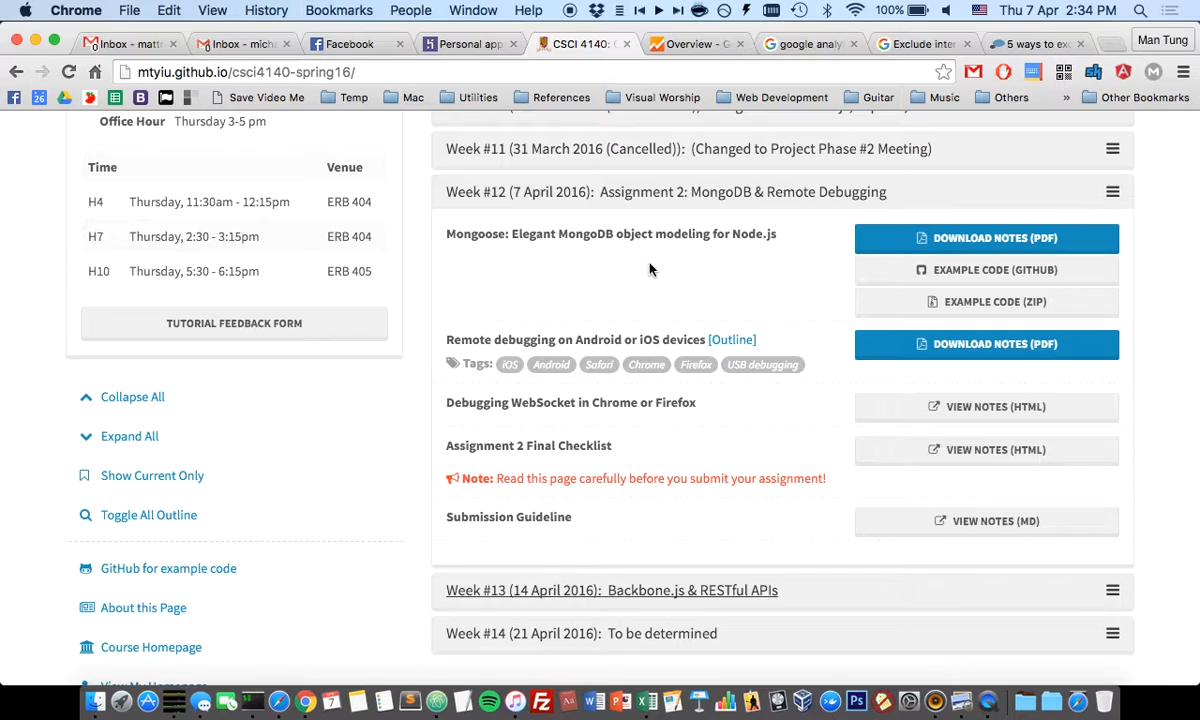 Chrome File Edit View History Bookmarks People Window Help 100% Thu 7 Apr 2:34 PM
Inbox - matt Inbox - mich Facebook Personal app CSCI 4140: Overview - G google analy Exclude inter 5 ways to ex Man Tung
mtyiu.github.io/csci4140-spring16/
Save Video Me Temp Mac Utilities References Visual Worship Web Development Guitar Music Others » Other Bookmarks
Office Hour Thursday 3-5 pm
Time Venue
H4 Thursday, 11:30am - 12:15pm ERB 404
H7 Thursday, 2:30 - 3:15pm ERB 404
H10 Thursday, 5:30 - 6:15pm ERB 405
TUTORIAL FEEDBACK FORM
Collapse All
Expand All
Show Current Only
Toggle All Outline
GitHub for example code
About this Page
Course Homepage
Week #11 (31 March 2016 (Cancelled)): (Changed to Project Phase #2 Meeting)
Week #12 (7 April 2016): Assignment 2: MongoDB & Remote Debugging
Mongoose: Elegant MongoDB object modeling for Node.js
DOWNLOAD NOTES (PDF)
EXAMPLE CODE (GITHUB)
EXAMPLE CODE (ZIP)
Remote debugging on Android or iOS devices [Outline]
DOWNLOAD NOTES (PDF)
Tags: iOS Android Safari Chrome Firefox USB debugging
Debugging WebSocket in Chrome or Firefox
VIEW NOTES (HTML)
Assignment 2 Final Checklist
VIEW NOTES (HTML)
Note: Read this page carefully before you submit your assignment!
Submission Guideline
VIEW NOTES (MD)
Week #13 (14 April 2016): Backbone.js & RESTful APIs
Week #14 (21 April 2016): To be determined